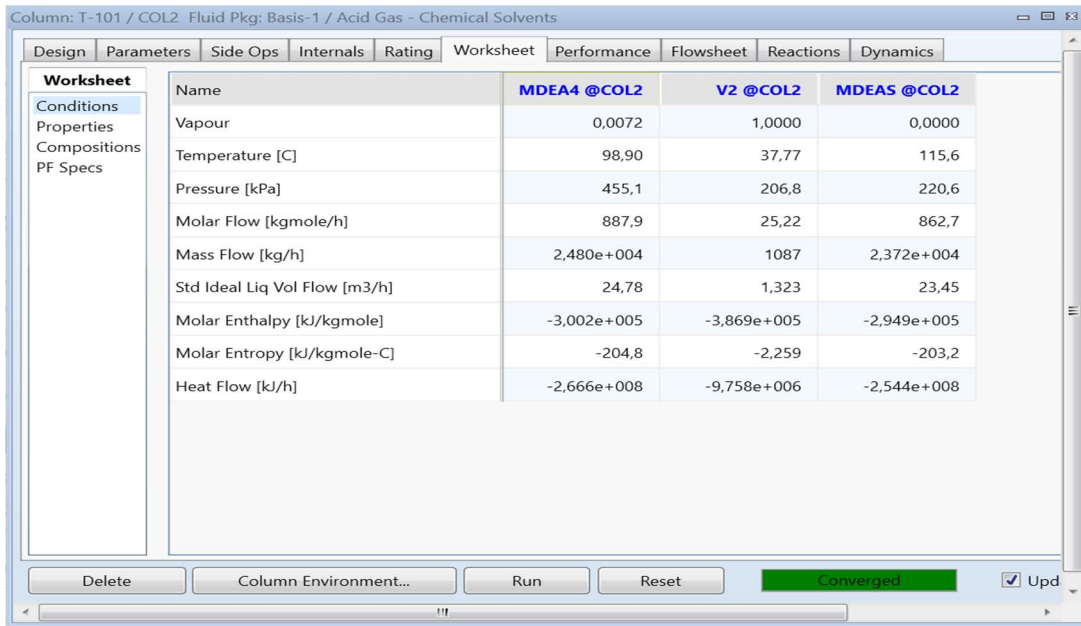 Column: T-101 / COL2 Fluid Pkg: Basis-1 / Acid Gas - Chemical Solvents
Design Parameters Side Ops Internals Rating Worksheet Performance Flowsheet Reactions Dynamics
Worksheet
Conditions
Properties
Compositions
PF Specs
Name MDEA4 @COL2 V2 @COL2 MDEAS @COL2
Vapour 0,0072 1,0000 0,0000
Temperature [C] 98,90 37,77 115,6
Pressure [kPa] 455,1 206,8 220,6
Molar Flow [kgmole/h] 887,9 25,22 862,7
Mass Flow [kg/h] 2,480e+004 1087 2,372e+004
Std Ideal Liq Vol Flow [m3/h] 24,78 1,323 23,45
Molar Enthalpy [kJ/kgmole] -3,002e+005 -3,869e+005 -2,949e+005
Molar Entropy [kJ/kgmole-C] -204,8 -2,259 -203,2
Heat Flow [kJ/h] -2,666e+008 -9,758e+006 -2,544e+008
Delete Column Environment... Run Reset Converged Upd